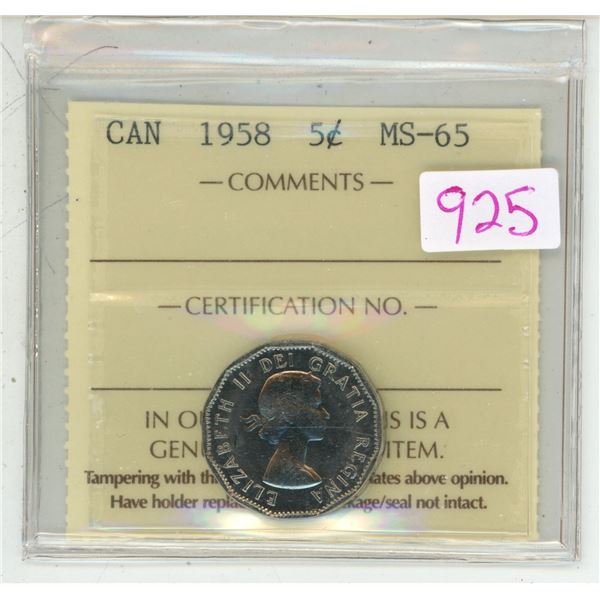 CAN 1958 5¢ MS-65
— COMMENTS —
925
— CERTIFICATION NO. —
IN O IS A
GEN ITEM.
Tampering with th ates above opinion.
Have holder repla kage/seal not intact.
ELIZABETH II DEI GRATIA REGINA